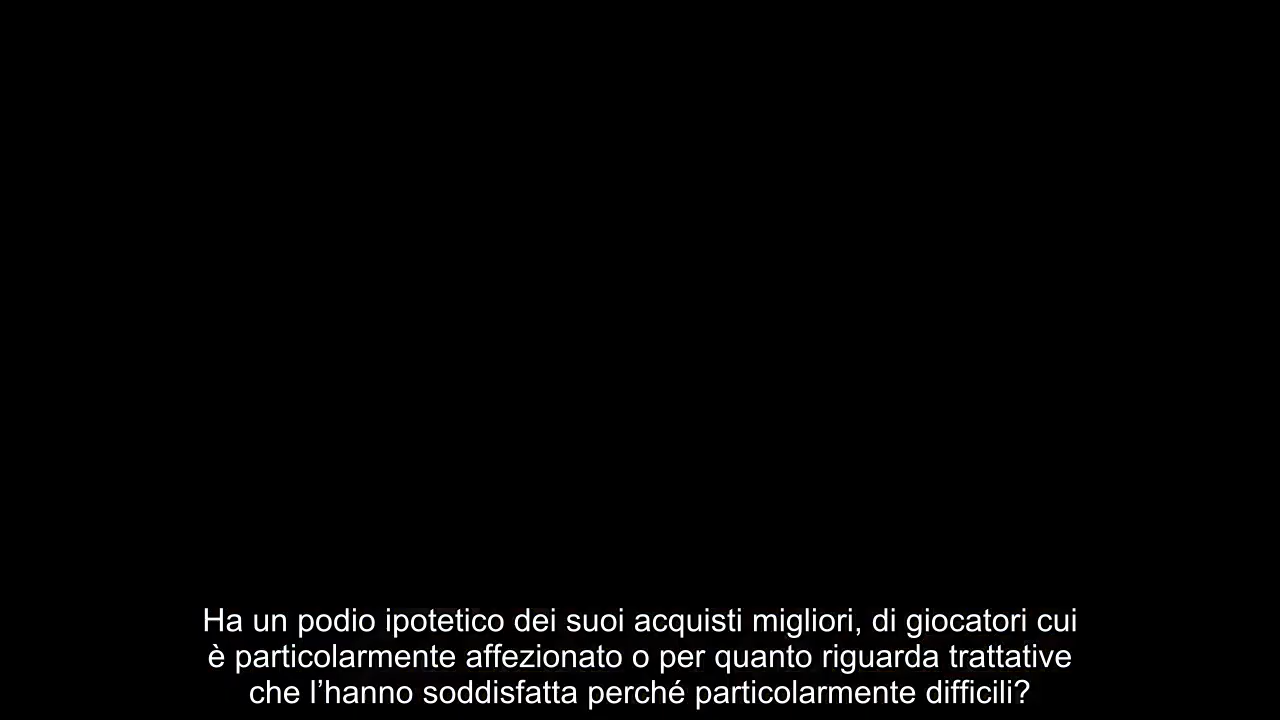 Ha un podio ipotetico dei suoi acquisti migliori, di giocatori cui
è particolarmente affezionato o per quanto riguarda trattative
che l’hanno soddisfatta perché particolarmente difficili?